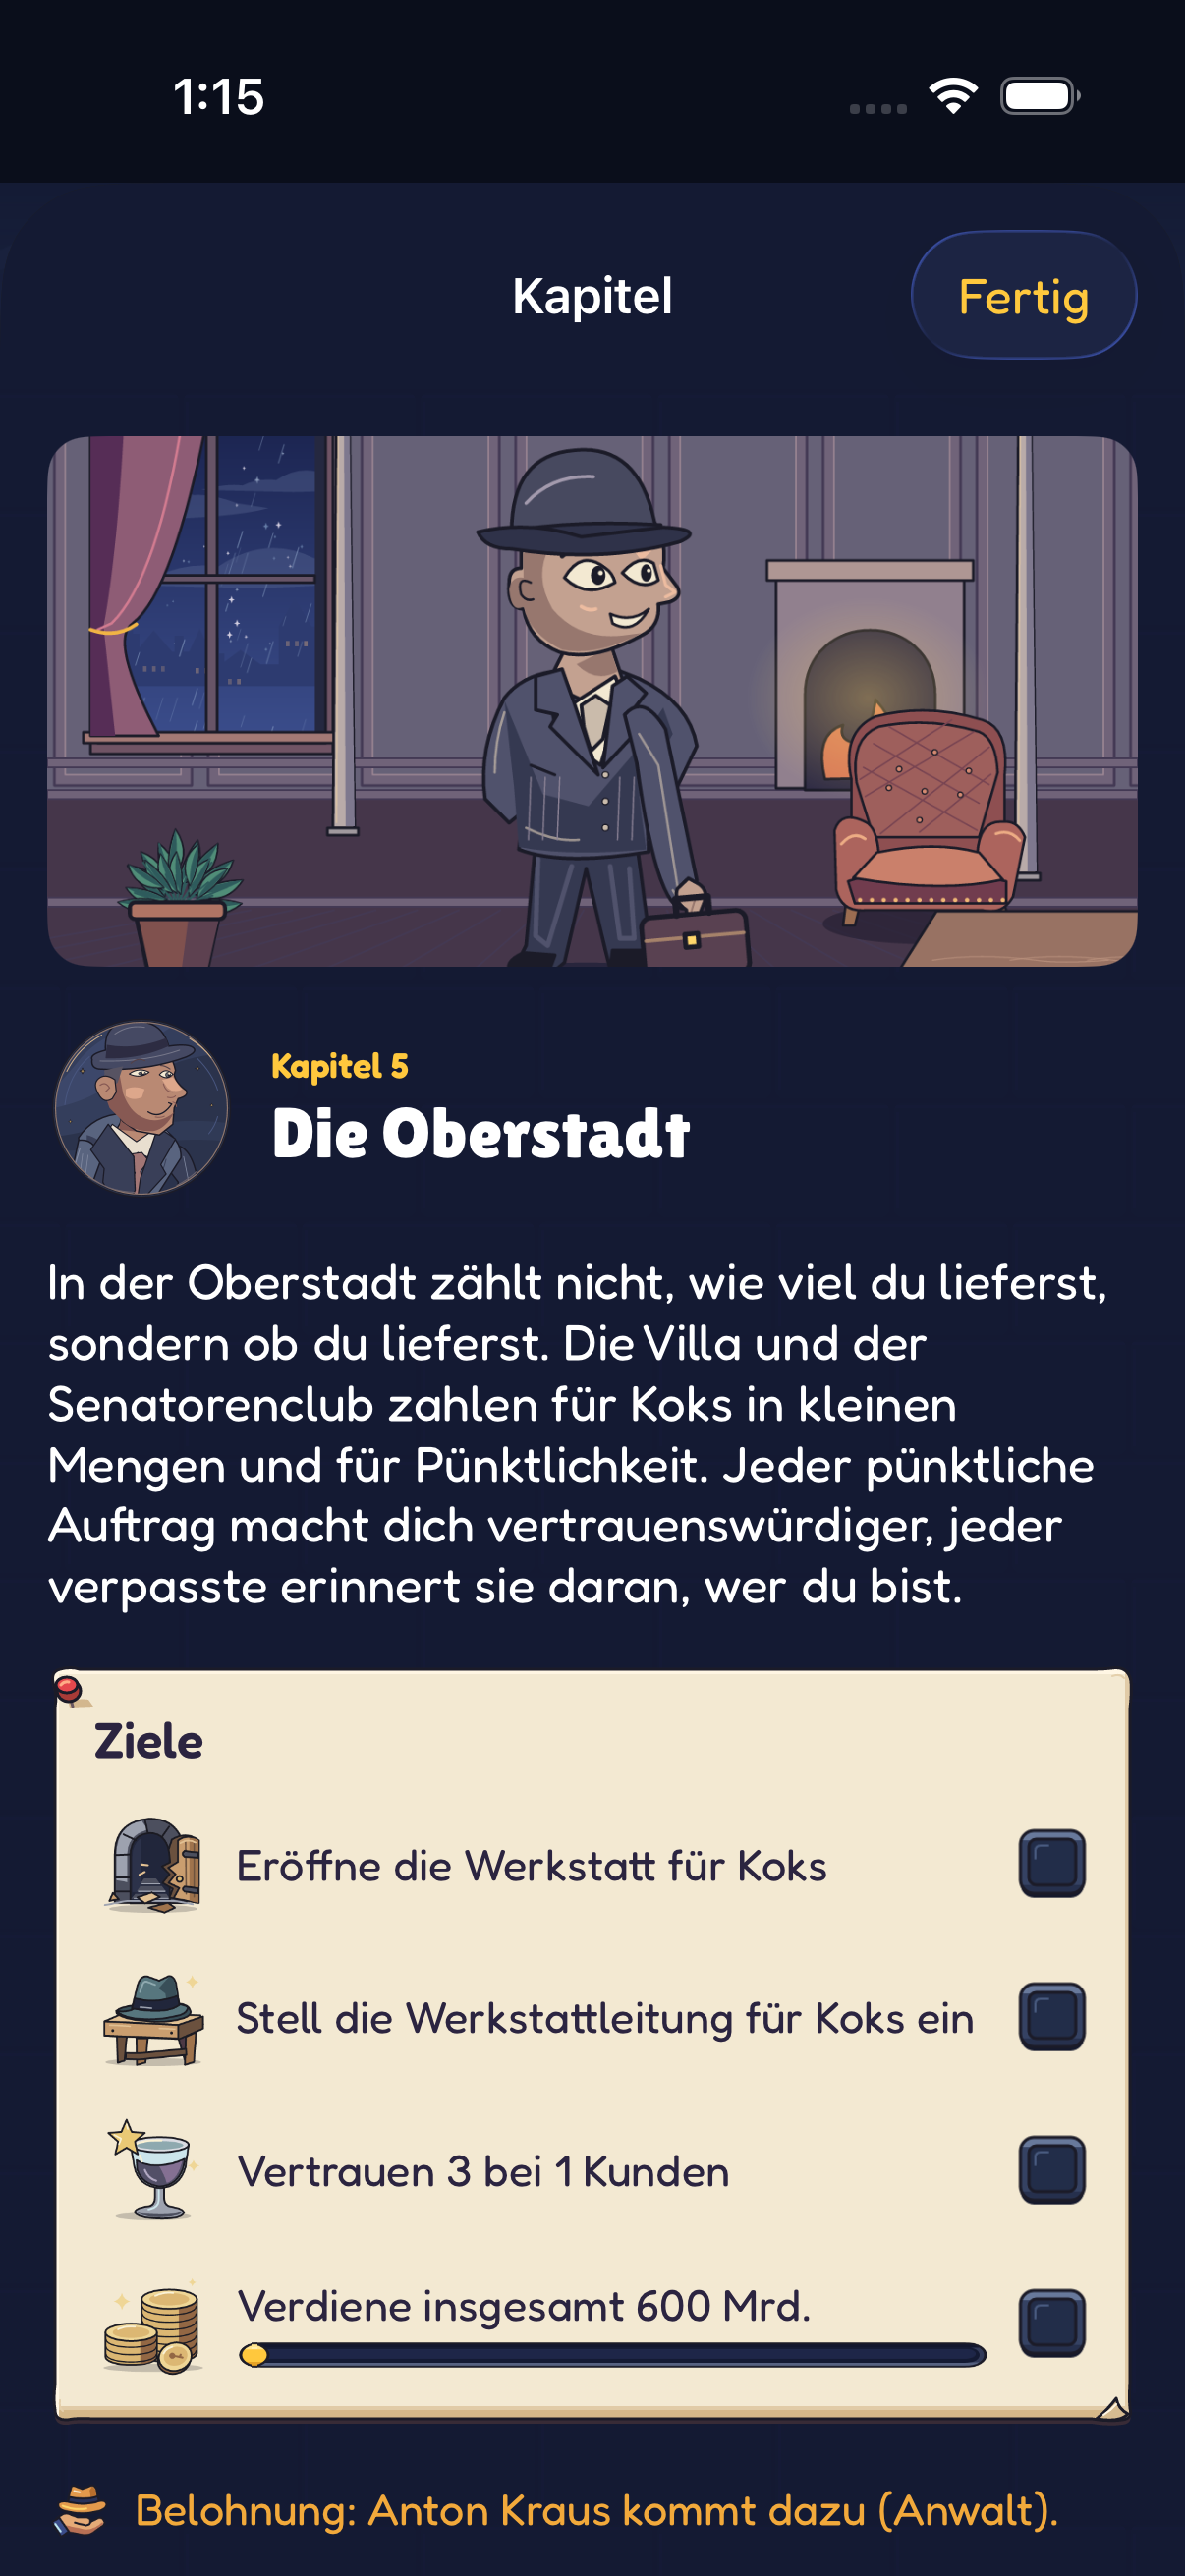 1:15
Kapitel
Fertig
Kapitel 5
Die Oberstadt
In der Oberstadt zählt nicht, wie viel du lieferst,
sondern ob du lieferst. Die Villa und der
Senatorenclub zahlen für Koks in kleinen
Mengen und für Pünktlichkeit. Jeder pünktliche
Auftrag macht dich vertrauenswürdiger, jeder
verpasste erinnert sie daran, wer du bist.
Ziele
Eröffne die Werkstatt für Koks
Stell die Werkstattleitung für Koks ein
Vertrauen 3 bei 1 Kunden
Verdiene insgesamt 600 Mrd.
Belohnung: Anton Kraus kommt dazu (Anwalt).